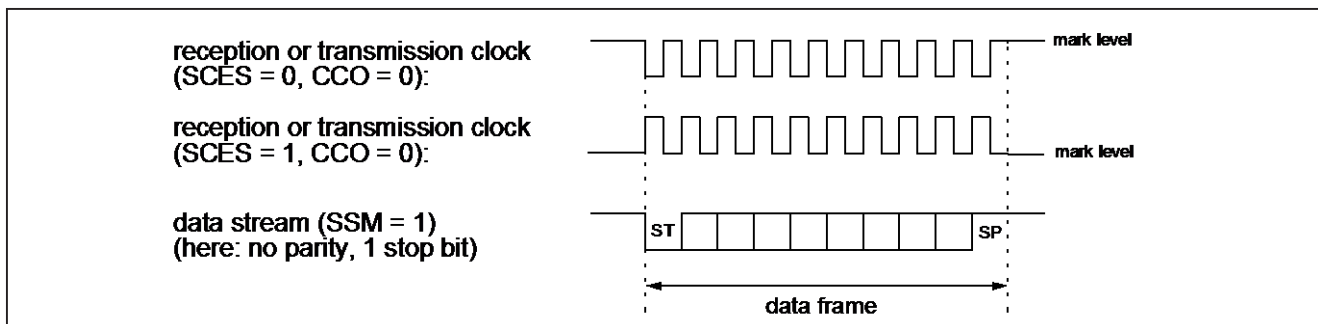 reception or transmission clock
(SCES = 0, CCO = 0):
mark level
reception or transmission clock
(SCES = 1, CCO = 0):
mark level
data stream (SSM = 1)
(here: no parity, 1 stop bit)
ST
SP
data frame